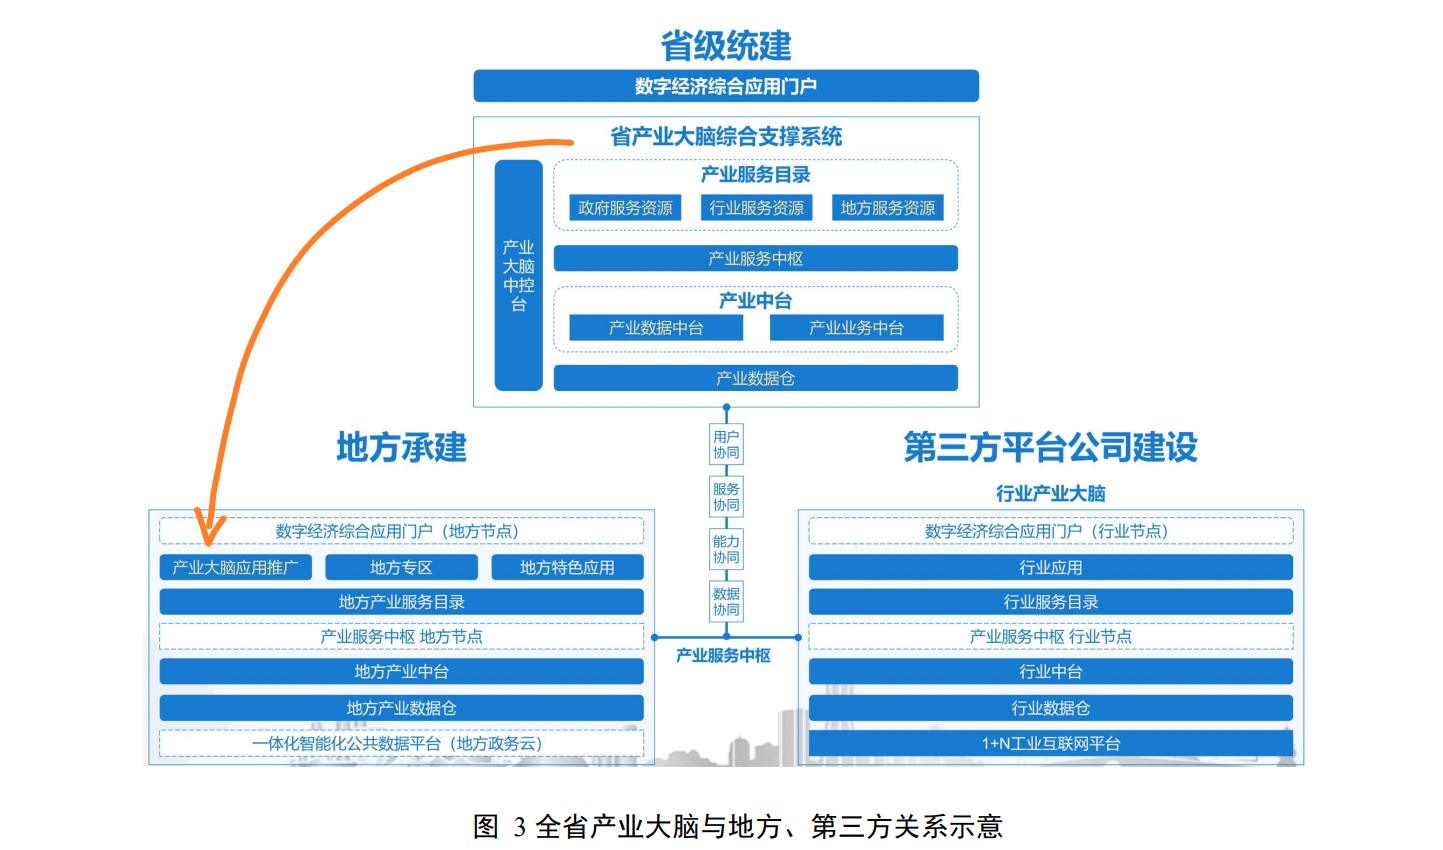 省级统建
数字经济综合应用门户
省产业大脑综合支撑系统
产业
大脑
中控
台
产业服务目录
政府服务资源 行业服务资源 地方服务资源
产业服务中枢
产业中台
产业数据中台 产业业务中台
产业数据仓
用户
协同
服务
协同
能力
协同
数据
协同
产业服务中枢
地方承建
数字经济综合应用门户（地方节点）
产业大脑应用推广 地方专区 地方特色应用
地方产业服务目录
产业服务中枢 地方节点
地方产业中台
地方产业数据仓
一体化智能化公共数据平台（地方政务云）
第三方平台公司建设
行业产业大脑
数字经济综合应用门户（行业节点）
行业应用
行业服务目录
产业服务中枢 行业节点
行业中台
行业数据仓
1+N工业互联网平台
图 3 全省产业大脑与地方、第三方关系示意